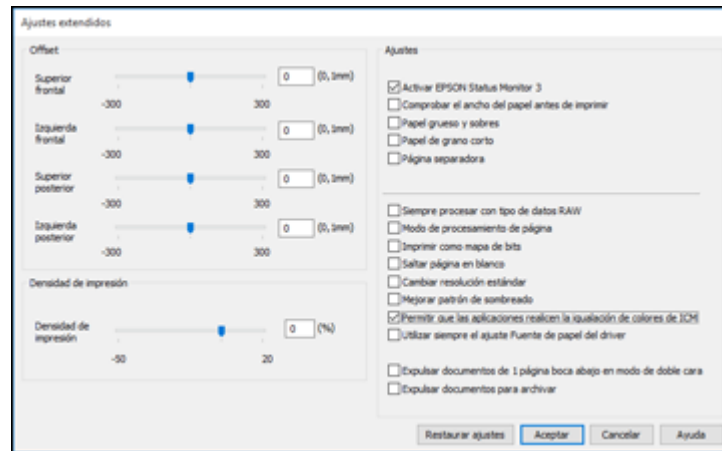 Ajustes extendidos
Offset
Superior frontal
0
(0,1mm)
-300
300
Izquierda frontal
0
(0,1mm)
-300
300
Superior posterior
0
(0,1mm)
-300
300
Izquierda posterior
0
(0,1mm)
-300
300
Densidad de impresión
Densidad de impresión
0
(%)
-50
20
Ajustes
Activar EPSON Status Monitor 3
Comprobar el ancho del papel antes de imprimir
Papel grueso y sobres
Papel de grano corto
Página separadora
Siempre procesar con tipo de datos RAW
Modo de procesamiento de página
Imprimir como mapa de bits
Saltar página en blanco
Cambiar resolución estándar
Mejorar patrón de sombreado
Permitir que las aplicaciones realicen la igualación de colores de ICM
Utilizar siempre el ajuste Fuente de papel del driver
Expulsar documentos de 1 página boca abajo en modo de doble cara
Expulsar documentos para archivar
Restaurar ajustes
Aceptar
Cancelar
Ayuda